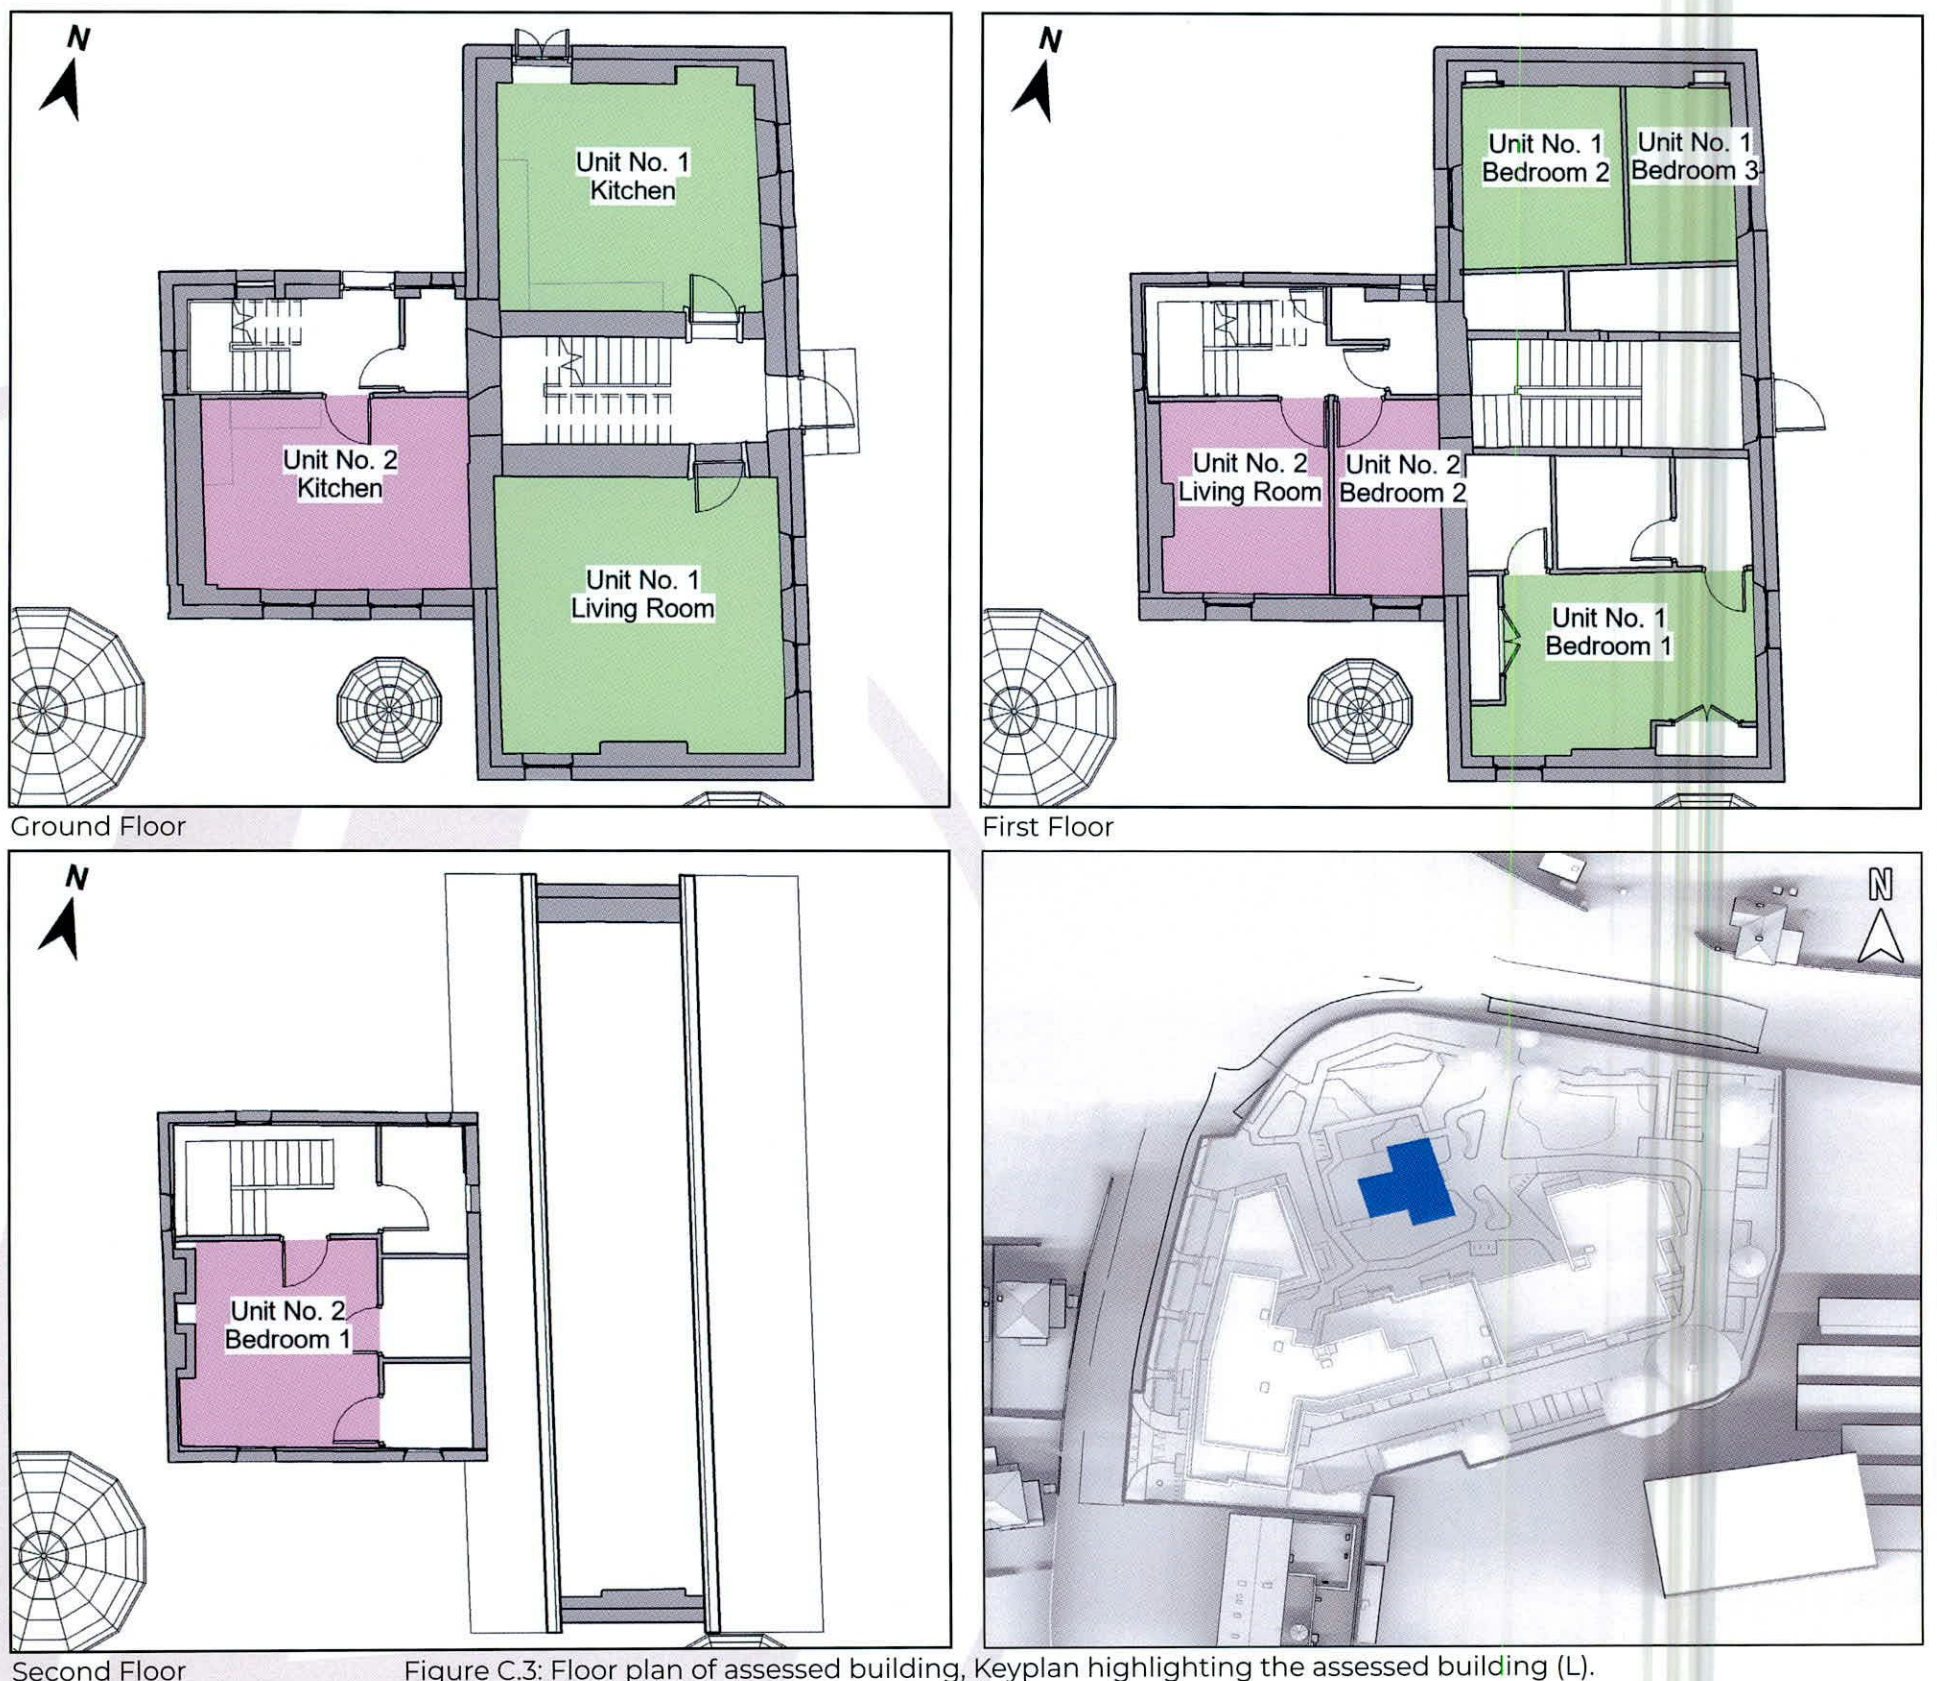 N
Unit No. 1
Kitchen
Unit No. 2
Kitchen
Unit No. 1
Living Room
Ground Floor
N
Unit No. 1
Bedroom 2
Unit No. 1
Bedroom 3
Unit No. 2
Living Room
Unit No. 2
Bedroom 2
Unit No. 1
Bedroom 1
First Floor
N
Unit No. 2
Bedroom 1
Second Floor
N
Figure C.3: Floor plan of assessed building, Keyplan highlighting the assessed building (L).